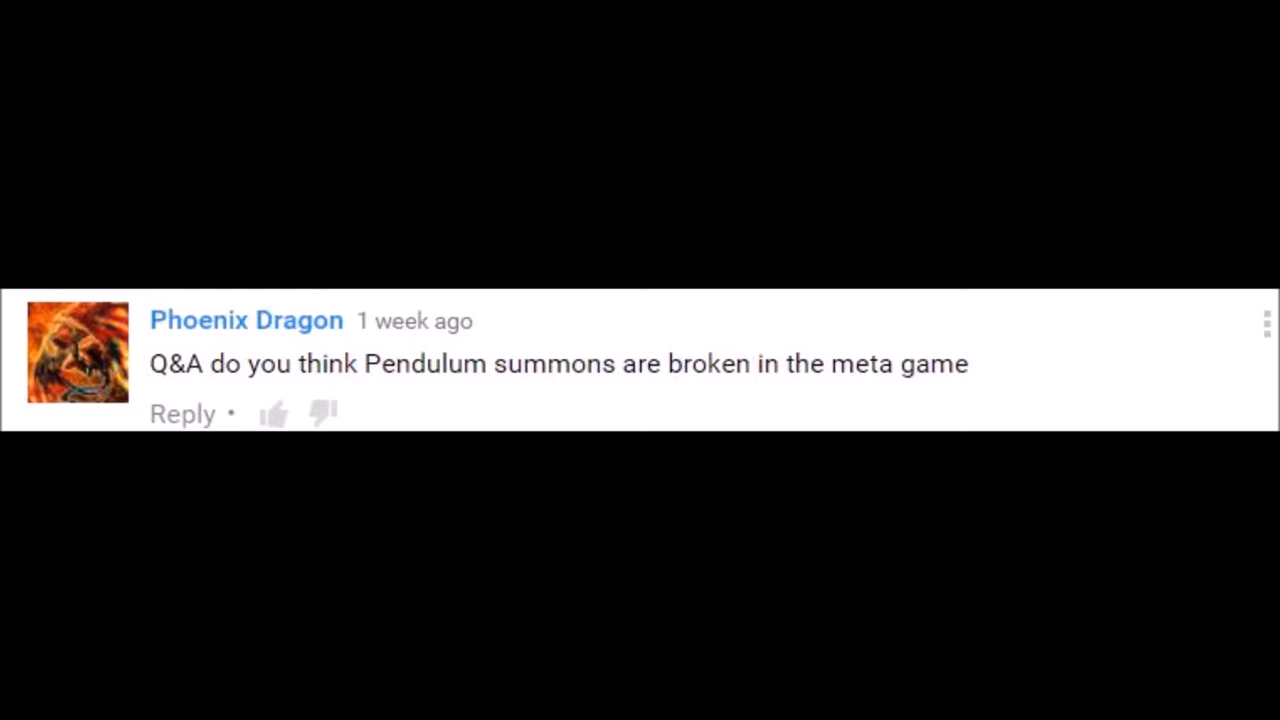 Phoenix Dragon 1 week ago
Q&A do you think Pendulum summons are broken in the meta game
Reply •